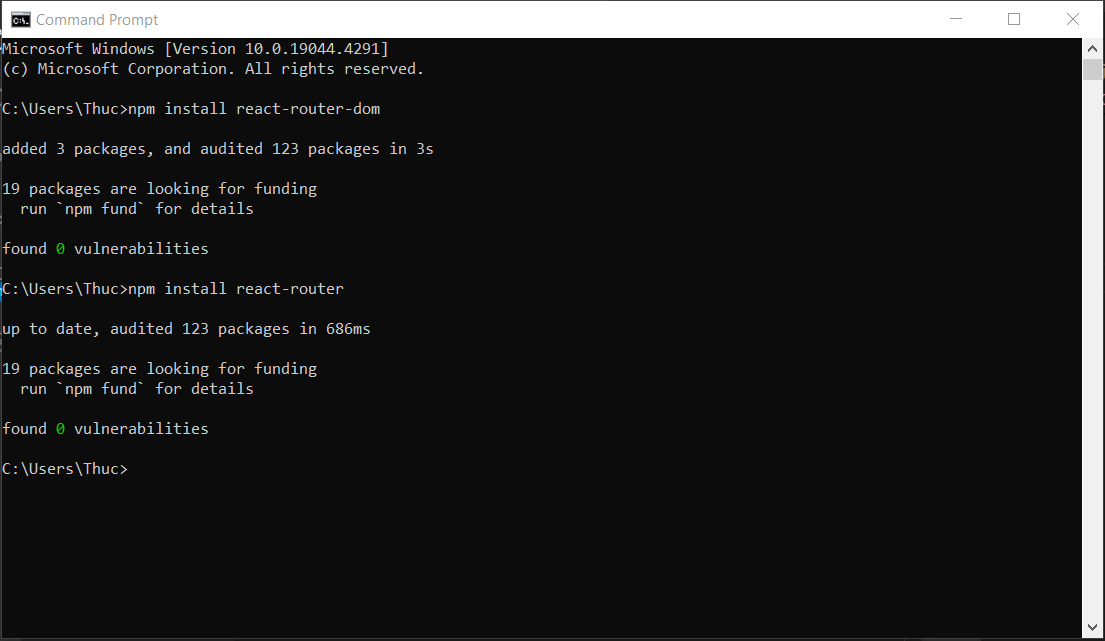 Command Prompt
Microsoft Windows [Version 10.0.19044.4291]
(c) Microsoft Corporation. All rights reserved.
C:\Users\Thuc>npm install react-router-dom
added 3 packages, and audited 123 packages in 3s
19 packages are looking for funding
  run `npm fund` for details
found 0 vulnerabilities
C:\Users\Thuc>npm install react-router
up to date, audited 123 packages in 686ms
19 packages are looking for funding
  run `npm fund` for details
found 0 vulnerabilities
C:\Users\Thuc>